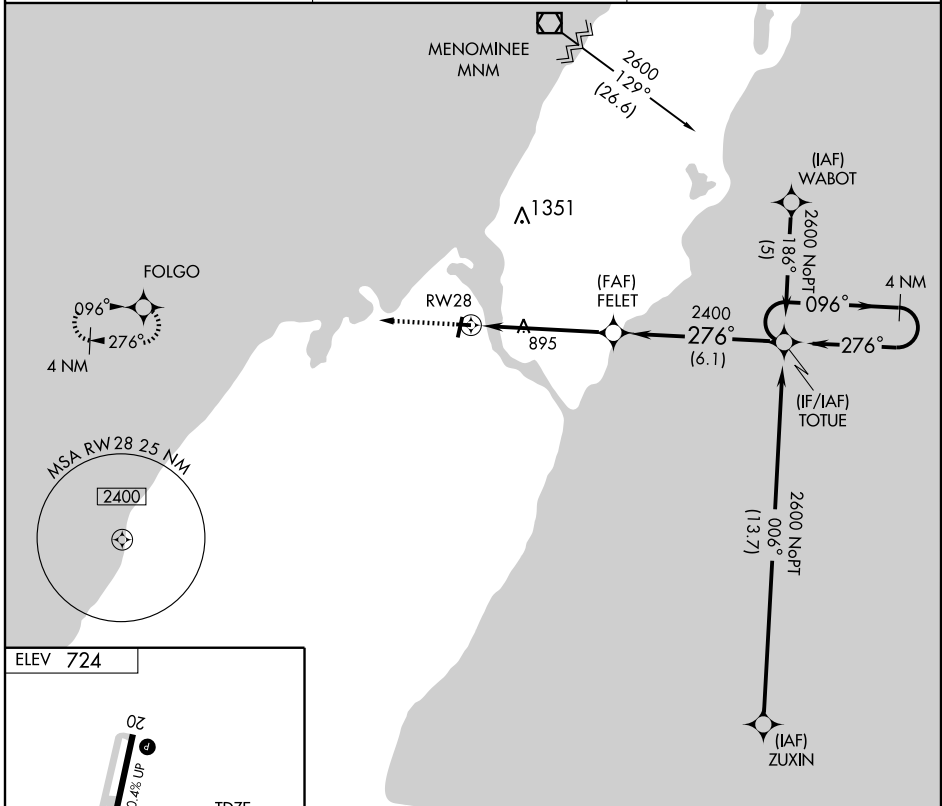 MENOMINEE
MNM
2600
129°
(26.6)
(IAF)
WABOT
1351
2600 NoPT
186°
(5)
FOLGO
096°
276°
4 NM
RW28
895
(FAF)
FELET
2400
276°
(6.1)
096°
4 NM
276°
(IF/IAF)
TOTUE
MSA RW 28 25 NM
2400
2600 NoPT
006°
(13.7)
(IAF)
ZUXIN
ELEV 724
20
P
0.4% UP
TDZE